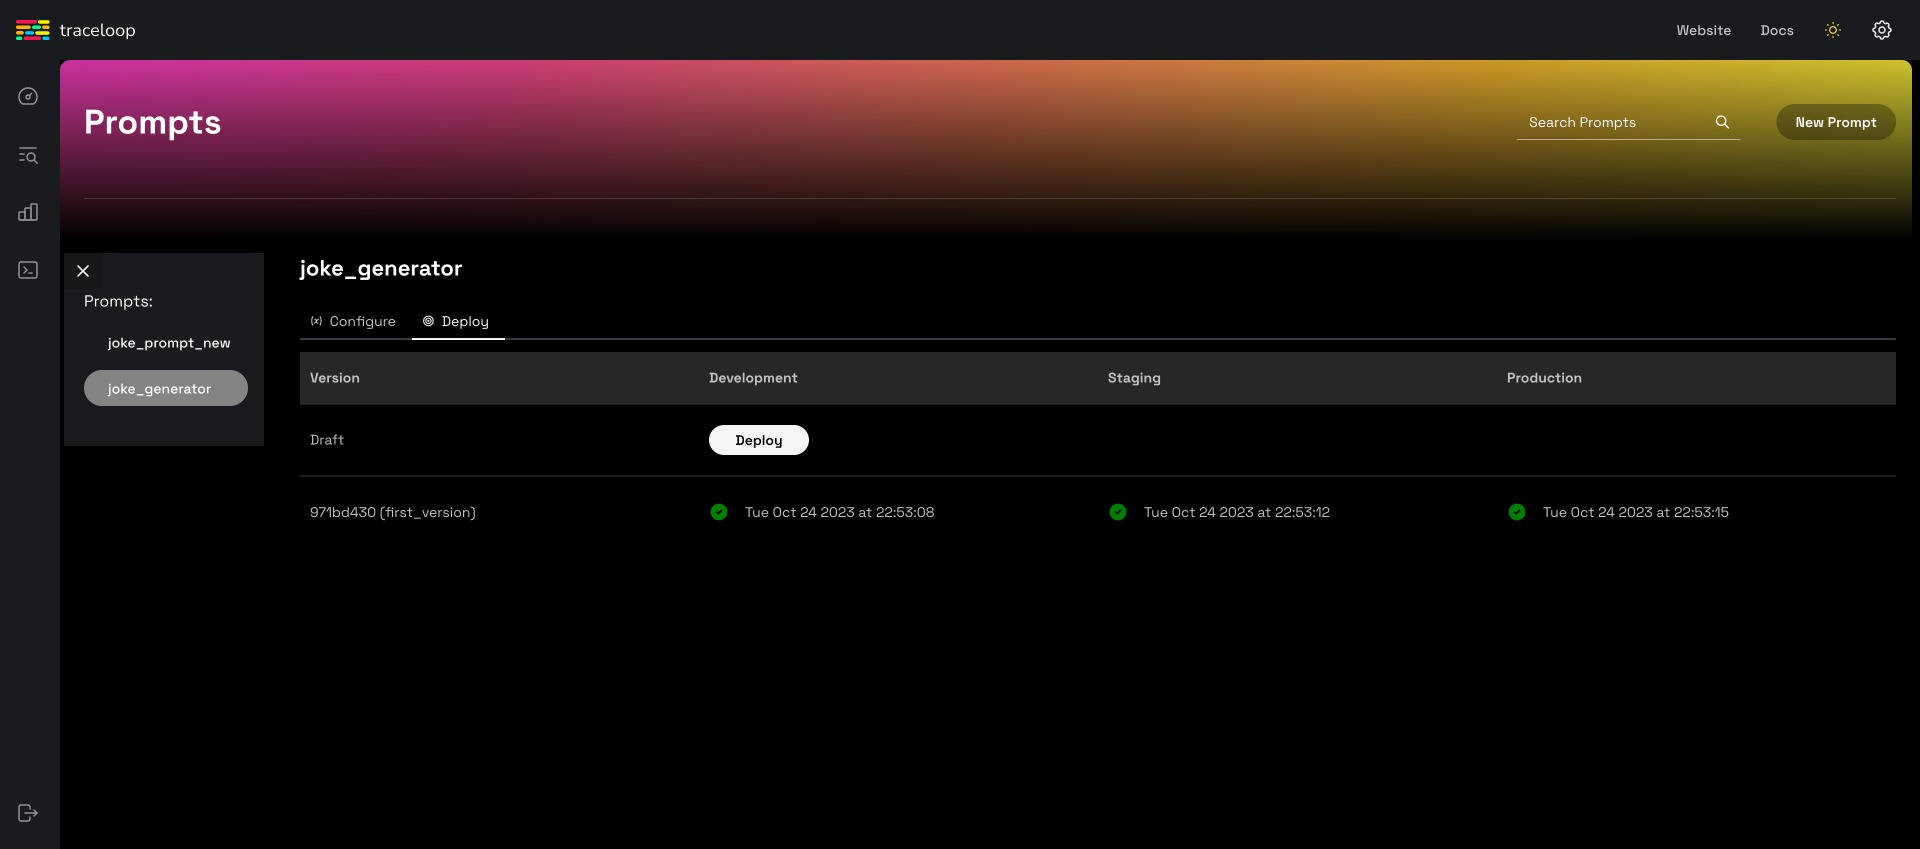 traceloop
Website
Docs
Prompts
Search Prompts
New Prompt
Prompts:
joke_prompt_new
joke_generator
joke_generator
(x) Configure
Deploy
Version
Development
Staging
Production
Draft
Deploy
971bd430 (first_version)
Tue Oct 24 2023 at 22:53:08
Tue Oct 24 2023 at 22:53:12
Tue Oct 24 2023 at 22:53:15